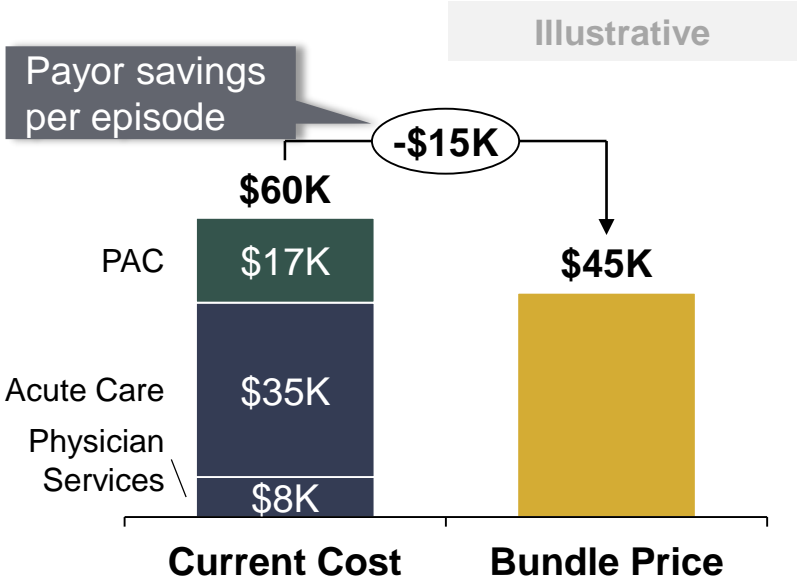 Illustrative
Payor savings
per episode
-$15K
$60K
$45K
PAC
$17K
Acute Care
$35K
Physician
Services
$8K
Current Cost
Bundle Price